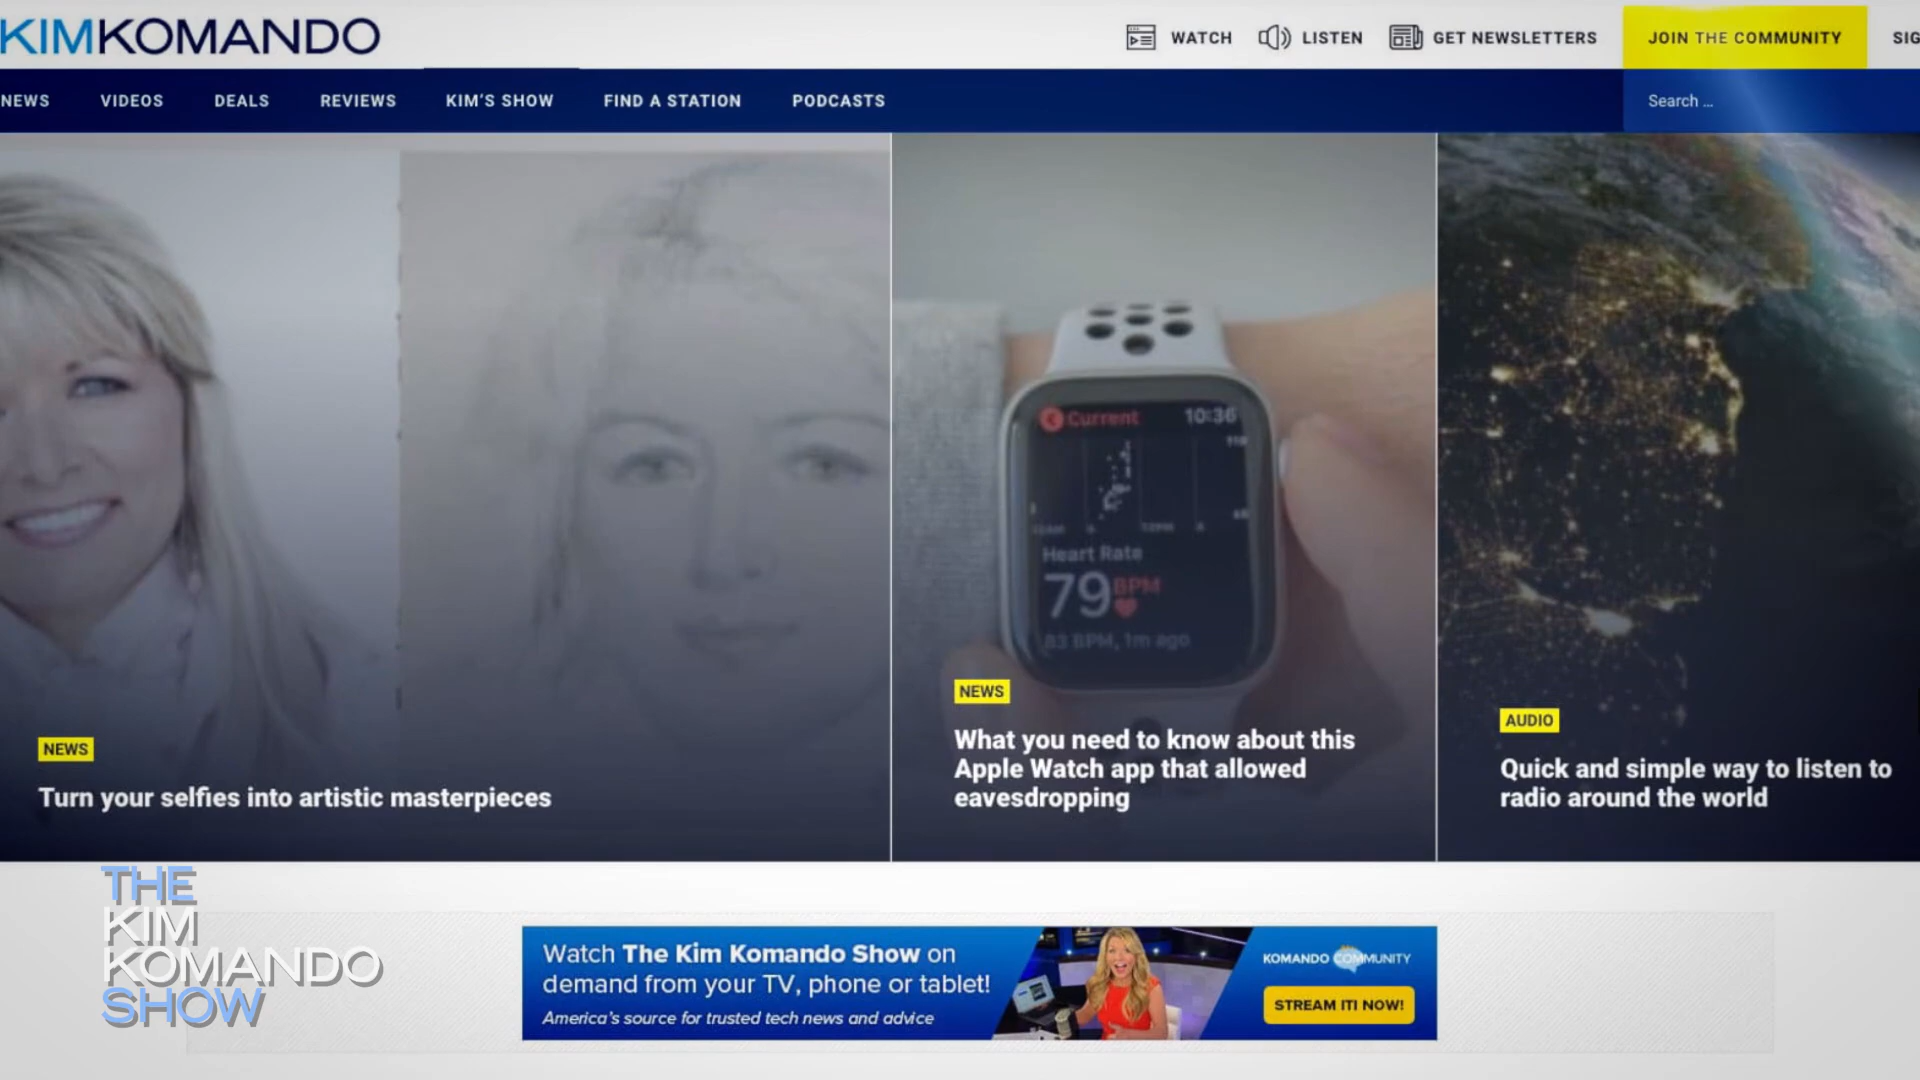 KIMKOMANDO
WATCH
LISTEN
GET NEWSLETTERS
JOIN THE COMMUNITY
NEWS
VIDEOS
DEALS
REVIEWS
KIM'S SHOW
FIND A STATION
PODCASTS
Search ...
Current
10:36
Heart Rate
79 BPM
83 BPM, 1m ago
NEWS
Turn your selfies into artistic masterpieces
NEWS
What you need to know about this
Apple Watch app that allowed
eavesdropping
AUDIO
Quick and simple way to listen to
radio around the world
THE
KIM
KOMANDO
SHOW
Watch The Kim Komando Show on
demand from your TV, phone or tablet!
America's source for trusted tech news and advice
KOMANDO COMMUNITY
STREAM IT! NOW!